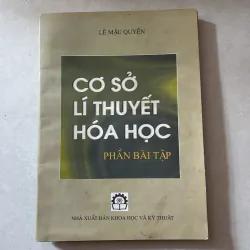 LÊ MẬU QUYỀN
CƠ SỞ
LÍ THUYẾT
HÓA HỌC
PHẦN BÀI TẬP
NHÀ XUẤT BẢN KHOA HỌC VÀ KỸ THUẬT